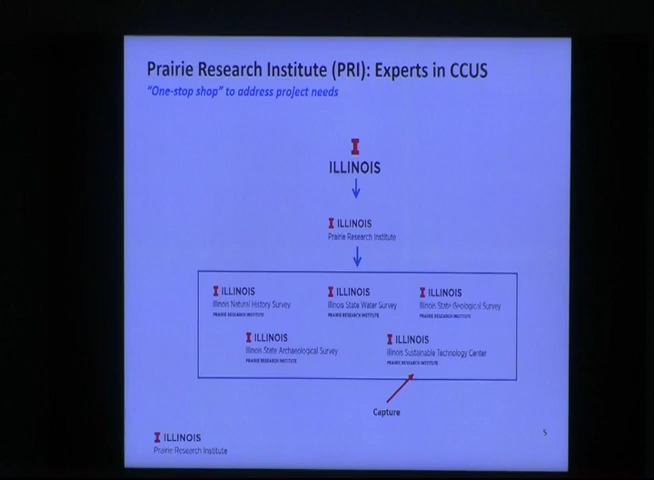 Prairie Research Institute (PRI): Experts in CCUS
"One-stop shop" to address project needs
I
ILLINOIS
I ILLINOIS
Prairie Research Institute
I ILLINOIS
Illinois Natural History Survey
PRAIRIE RESEARCH INSTITUTE
I ILLINOIS
Illinois State Water Survey
PRAIRIE RESEARCH INSTITUTE
I ILLINOIS
Illinois State Geological Survey
PRAIRIE RESEARCH INSTITUTE
I ILLINOIS
Illinois State Archaeological Survey
PRAIRIE RESEARCH INSTITUTE
I ILLINOIS
Illinois Sustainable Technology Center
PRAIRIE RESEARCH INSTITUTE
Capture
5
I ILLINOIS
Prairie Research Institute